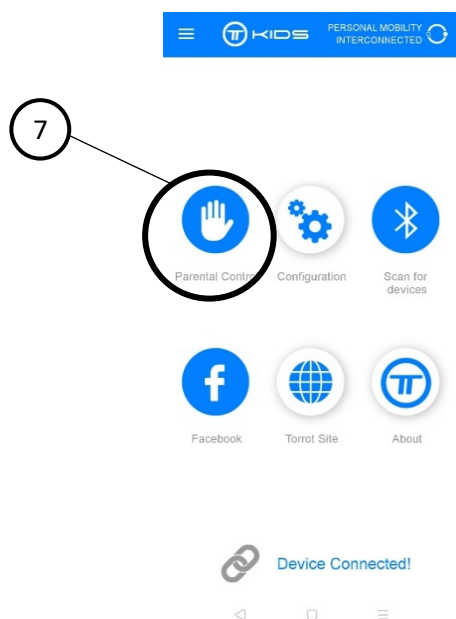 KIDS
PERSONAL MOBILITY
INTERCONNECTED
7
Parental Contro
Configuration
Scan for
devices
Facebook
Torrot Site
About
Device Connected!